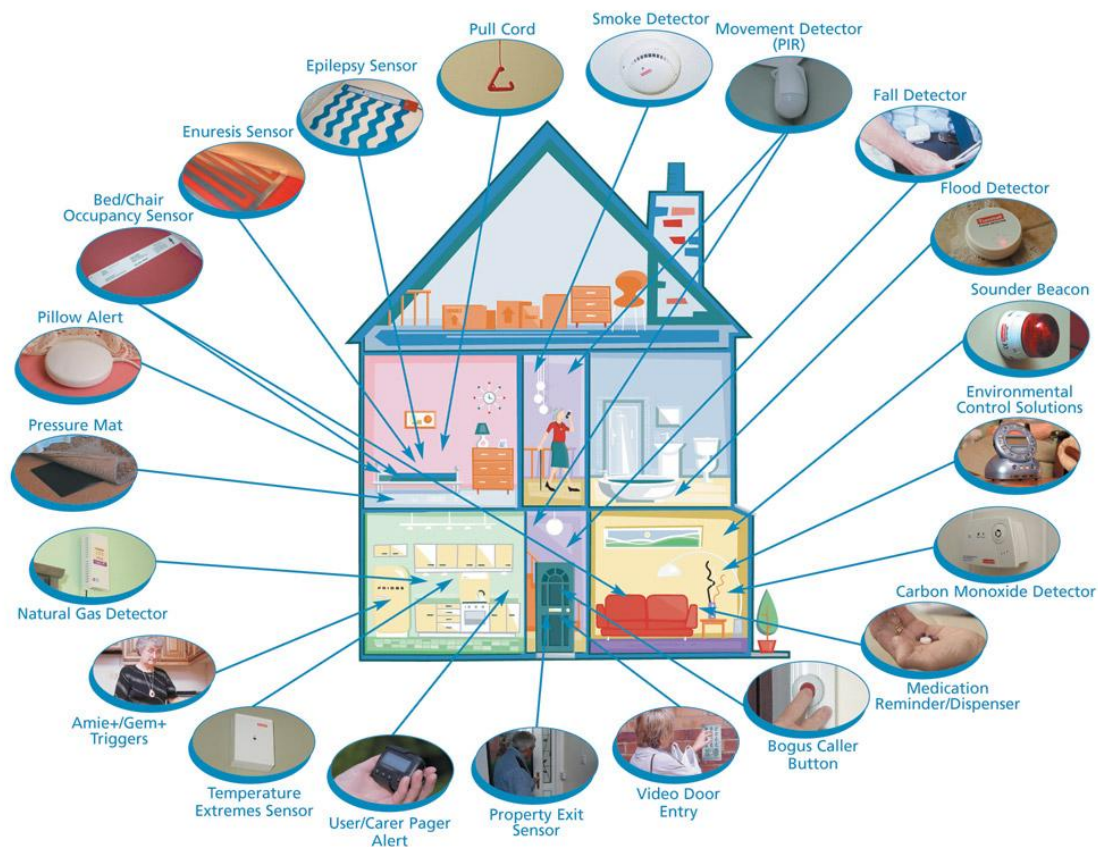 Pull Cord
Smoke Detector
Movement Detector
(PIR)
Epilepsy Sensor
Fall Detector
Enuresis Sensor
Flood Detector
Bed/Chair
Occupancy Sensor
Sounder Beacon
Pillow Alert
Environmental
Control Solutions
Pressure Mat
Natural Gas Detector
Carbon Monoxide Detector
Amie+/Gem+
Triggers
Medication
Reminder/Dispenser
Temperature
Extremes Sensor
User/Carer Pager
Alert
Property Exit
Sensor
Video Door
Entry
Bogus Caller
Button